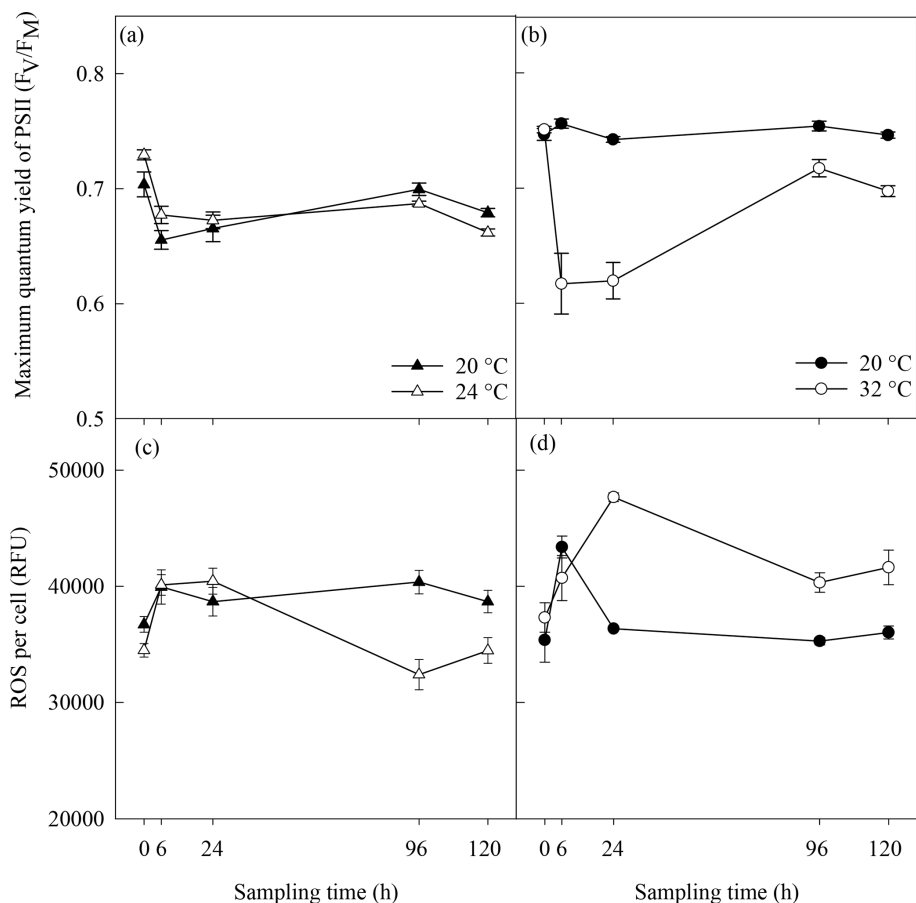 (a)
(b)
Maximum quantum yield of PSII (FV/FM)
0.8
0.7
0.6
0.5
20 °C
24 °C
20 °C
32 °C
(c)
(d)
ROS per cell (RFU)
50000
40000
30000
20000
0 6 24 96 120
0 6 24 96 120
Sampling time (h)
Sampling time (h)